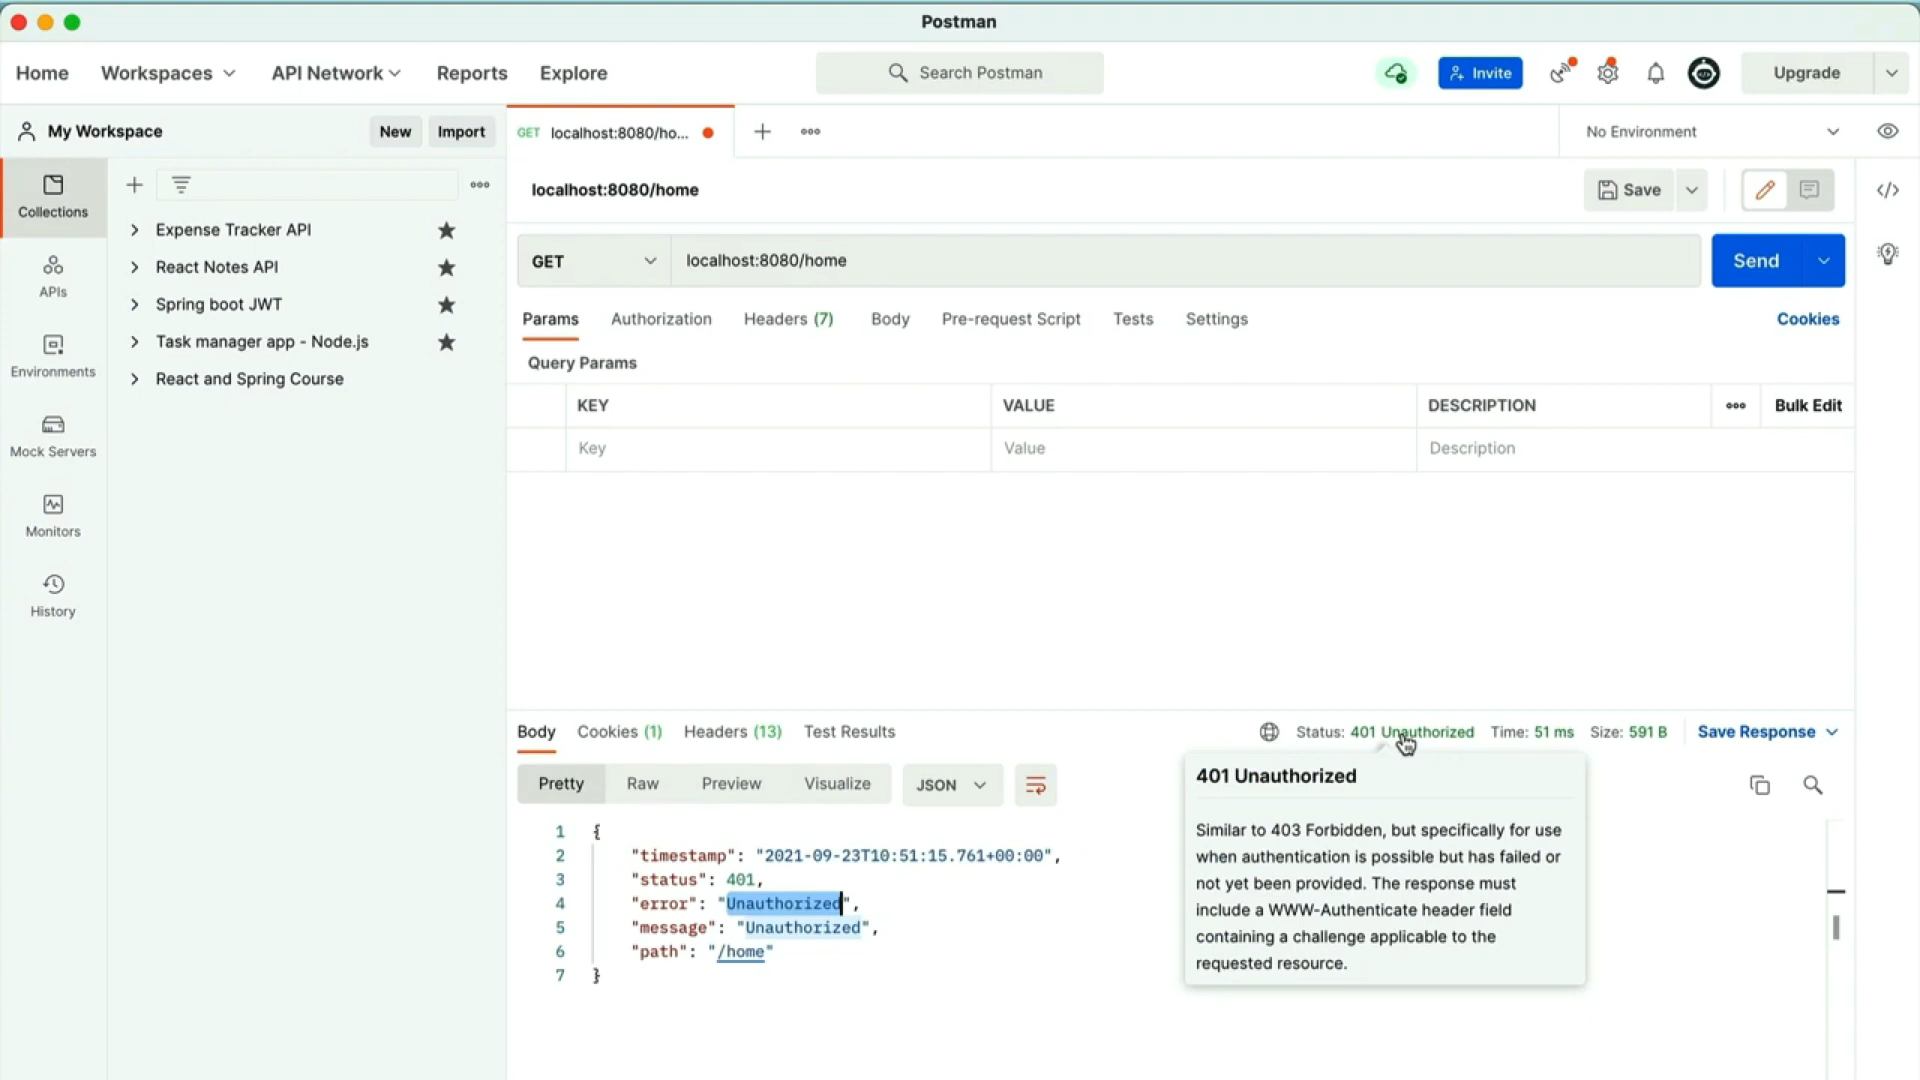 Postman
Home
Workspaces
API Network
Reports
Explore
Search Postman
Invite
Upgrade
My Workspace
New
Import
GET localhost:8080/ho...
No Environment
Collections
APIs
Environments
Mock Servers
Monitors
History
Expense Tracker API
React Notes API
Spring boot JWT
Task manager app - Node.js
React and Spring Course
localhost:8080/home
Save
GET
localhost:8080/home
Send
Params
Authorization
Headers (7)
Body
Pre-request Script
Tests
Settings
Cookies
Query Params
KEY
VALUE
DESCRIPTION
Bulk Edit
Key
Value
Description
Body
Cookies (1)
Headers (13)
Test Results
Status: 401 Unauthorized
Time: 51 ms
Size: 591 B
Save Response
Pretty
Raw
Preview
Visualize
JSON
1 {
2 "timestamp": "2021-09-23T10:51:15.761+00:00",
3 "status": 401,
4 "error": "Unauthorized",
5 "message": "Unauthorized",
6 "path": "/home"
7 }
401 Unauthorized
Similar to 403 Forbidden, but specifically for use
when authentication is possible but has failed or
not yet been provided. The response must
include a WWW-Authenticate header field
containing a challenge applicable to the
requested resource.